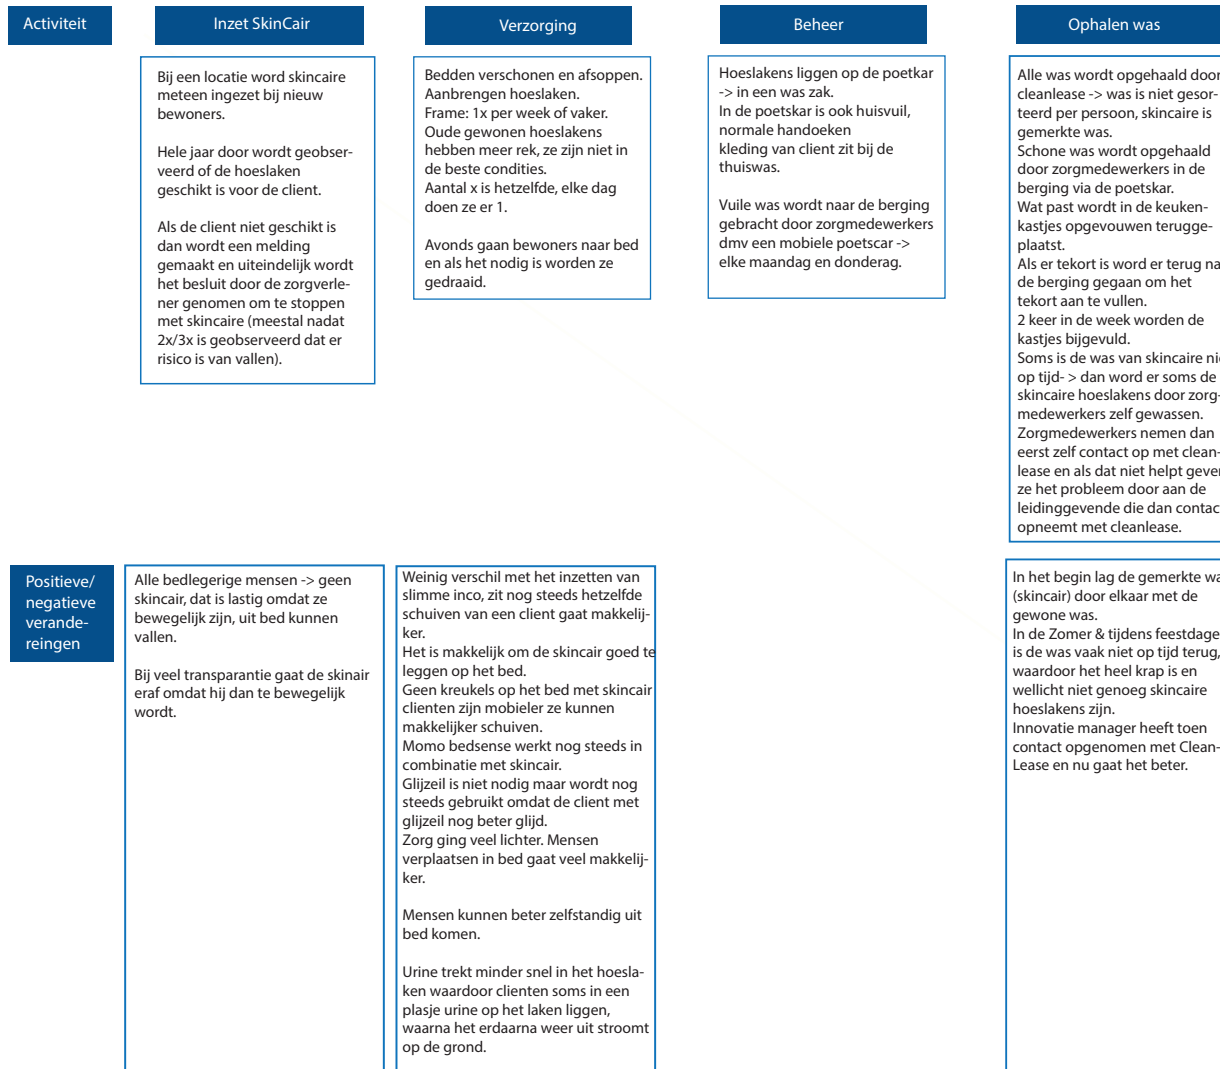 Activiteit
Inzet SkinCair
Verzorging
Beheer
Ophalen was
Bij een locatie word skincaire
meteen ingezet bij nieuw
bewoners.
Hele jaar door wordt geobser-
veerd of de hoeslaken
geschikt is voor de client.
Als de client niet geschikt is
dan wordt een melding
gemaakt en uiteindelijk wordt
het besluit door de zorgverle-
ner genomen om te stoppen
met skincaire (meestal nadat
2x/3x is geobserveerd dat er
risico is van vallen).
Bedden verschonen en afsoppen.
Aanbrengen hoeslaken.
Frame: 1x per week of vaker.
Oude gewonen hoeslakens
hebben meer rek, ze zijn niet in
de beste condities.
Aantal x is hetzelfde, elke dag
doen ze er 1.
Avonds gaan bewoners naar bed
en als het nodig is worden ze
gedraaid.
Hoeslakens liggen op de poetkar
-> in een was zak.
In de poetskar is ook huisvuil,
normale handoeken
kleding van client zit bij de
thuiswas.
Vuile was wordt naar de berging
gebracht door zorgmedewerkers
dmv een mobiele poetscar ->
elke maandag en donderag.
Alle was wordt opgehaald door
cleanlease -> was is niet gesor-
teerd per persoon, skincaire is
gemerkte was.
Schone was wordt opgehaald
door zorgmedewerkers in de
berging via de poetskar.
Wat past wordt in de keuken-
kastjes opgevouwen terugge-
plaatst.
Als er tekort is word er terug na
de berging gegaan om het
tekort aan te vullen.
2 keer in de week worden de
kastjes bijgevuld.
Soms is de was van skincaire
op tijd- > dan word er soms de
skincaire hoeslakens door zorg-
medewerkers zelf gewassen.
Zorgmedewerkers nemen dan
eerst zelf contact op met clean-
lease en als dat niet helpt geven
ze het probleem door aan de
leidinggevende die dan contact
opneemt met cleanlease.
Positieve/
negatieve
verande-
reingen
Alle bedlegerige mensen -> geen
skincair, dat is lastig omdat ze
bewegelijk zijn, uit bed kunnen
vallen.
Bij veel transparantie gaat de skinair
eraf omdat hij dan te bewegelijk
wordt.
Weinig verschil met het inzetten van
slimme inco, zit nog steeds hetzelfde
schuiven van een client gaat makkelij-
ker.
Het is makkelijk om de skincair goed te
leggen op het bed.
Geen kreukels op het bed met skincair
clienten zijn mobieler ze kunnen
makkelijker schuiven.
Momo bedsense werkt nog steeds in
combinatie met skincair.
Glijzeil is niet nodig maar wordt nog
steeds gebruikt omdat de client met
glijzeil nog beter glijd.
Zorg ging veel lichter. Mensen
verplaatsen in bed gaat veel makkelij-
ker.
Mensen kunnen beter zelfstandig uit
bed komen.
Urine trekt minder snel in het hoesla-
ken waardoor clienten soms in een
plasje urine op het laken liggen,
waarna het erdaarna weer uit stroomt
op de grond.
In het begin lag de gemerkte
(skincair) door elkaar met de
gewone was.
In de Zomer & tijdens feestdage
is de was vaak niet op tijd terug,
waardoor het heel krap is en
wellicht niet genoeg skincaire
hoeslakens zijn.
Innovatie manager heeft toen
contact opgenomen met Clean-
Lease en nu gaat het beter.